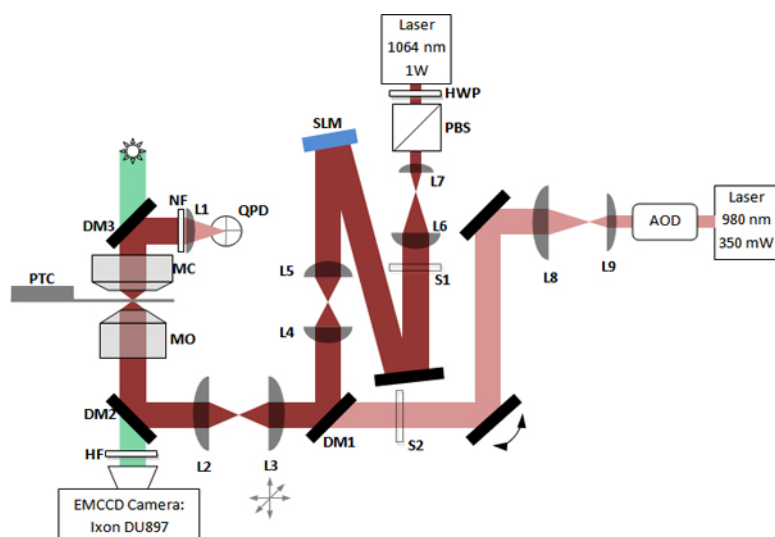 Laser
1064 nm
1W
HWP
SLM
PBS
L7
NF
L1
QPD
DM3
L6
Laser
980 nm
350 mW
AOD
MC
L5
S1
L8
L9
PTC
L4
MO
DM2
L2
L3
DM1
S2
HF
EMCCD Camera:
Ixon DU897